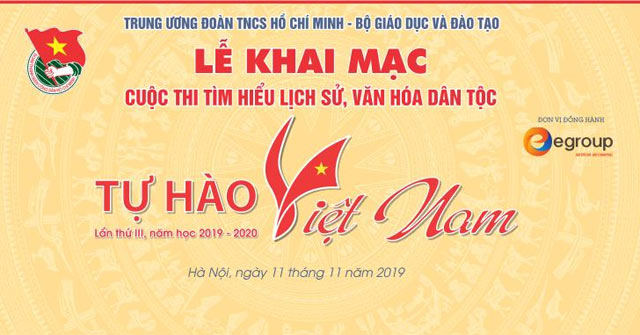 TRUNG ƯƠNG ĐOÀN TNCS HỒ CHÍ MINH - BỘ GIÁO DỤC VÀ ĐÀO TẠO
LỄ KHAI MẠC
CUỘC THI TÌM HIỂU LỊCH SỬ, VĂN HÓA DÂN TỘC
ĐƠN VỊ ĐỒNG HÀNH
egroup
TỰ HÀO Việt Nam
Lần thứ III, năm học 2019 - 2020
Hà Nội, ngày 11 tháng 11 năm 2019